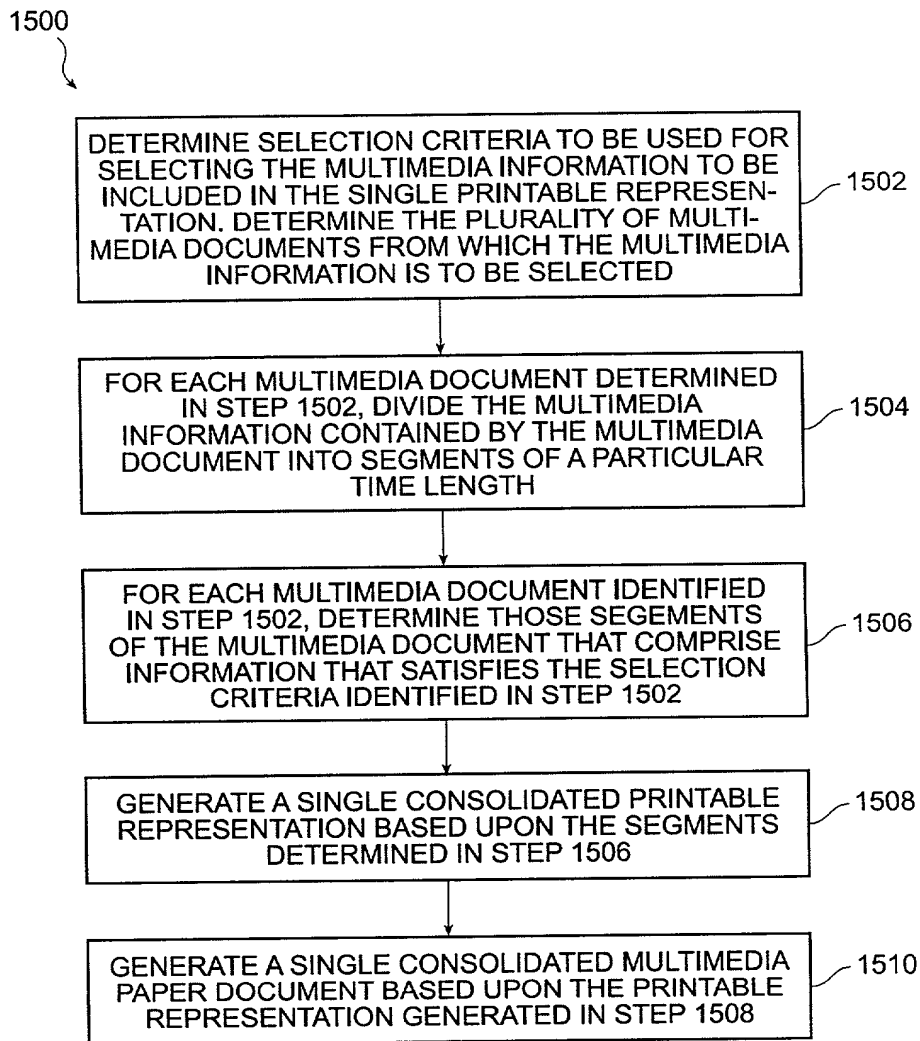 1500
DETERMINE SELECTION CRITERIA TO BE USED FOR
SELECTING THE MULTIMEDIA INFORMATION TO BE
INCLUDED IN THE SINGLE PRINTABLE REPRESEN-
TATION. DETERMINE THE PLURALITY OF MULTI-
MEDIA DOCUMENTS FROM WHICH THE MULTIMEDIA
INFORMATION IS TO BE SELECTED
1502
FOR EACH MULTIMEDIA DOCUMENT DETERMINED
IN STEP 1502, DIVIDE THE MULTIMEDIA
INFORMATION CONTAINED BY THE MULTIMEDIA
DOCUMENT INTO SEGMENTS OF A PARTICULAR
TIME LENGTH
1504
FOR EACH MULTIMEDIA DOCUMENT IDENTIFIED
IN STEP 1502, DETERMINE THOSE SEGEMENTS
OF THE MULTIMEDIA DOCUMENT THAT COMPRISE
INFORMATION THAT SATISFIES THE SELECTION
CRITERIA IDENTIFIED IN STEP 1502
1506
GENERATE A SINGLE CONSOLIDATED PRINTABLE
REPRESENTATION BASED UPON THE SEGMENTS
DETERMINED IN STEP 1506
1508
GENERATE A SINGLE CONSOLIDATED MULTIMEDIA
PAPER DOCUMENT BASED UPON THE PRINTABLE
REPRESENTATION GENERATED IN STEP 1508
1510